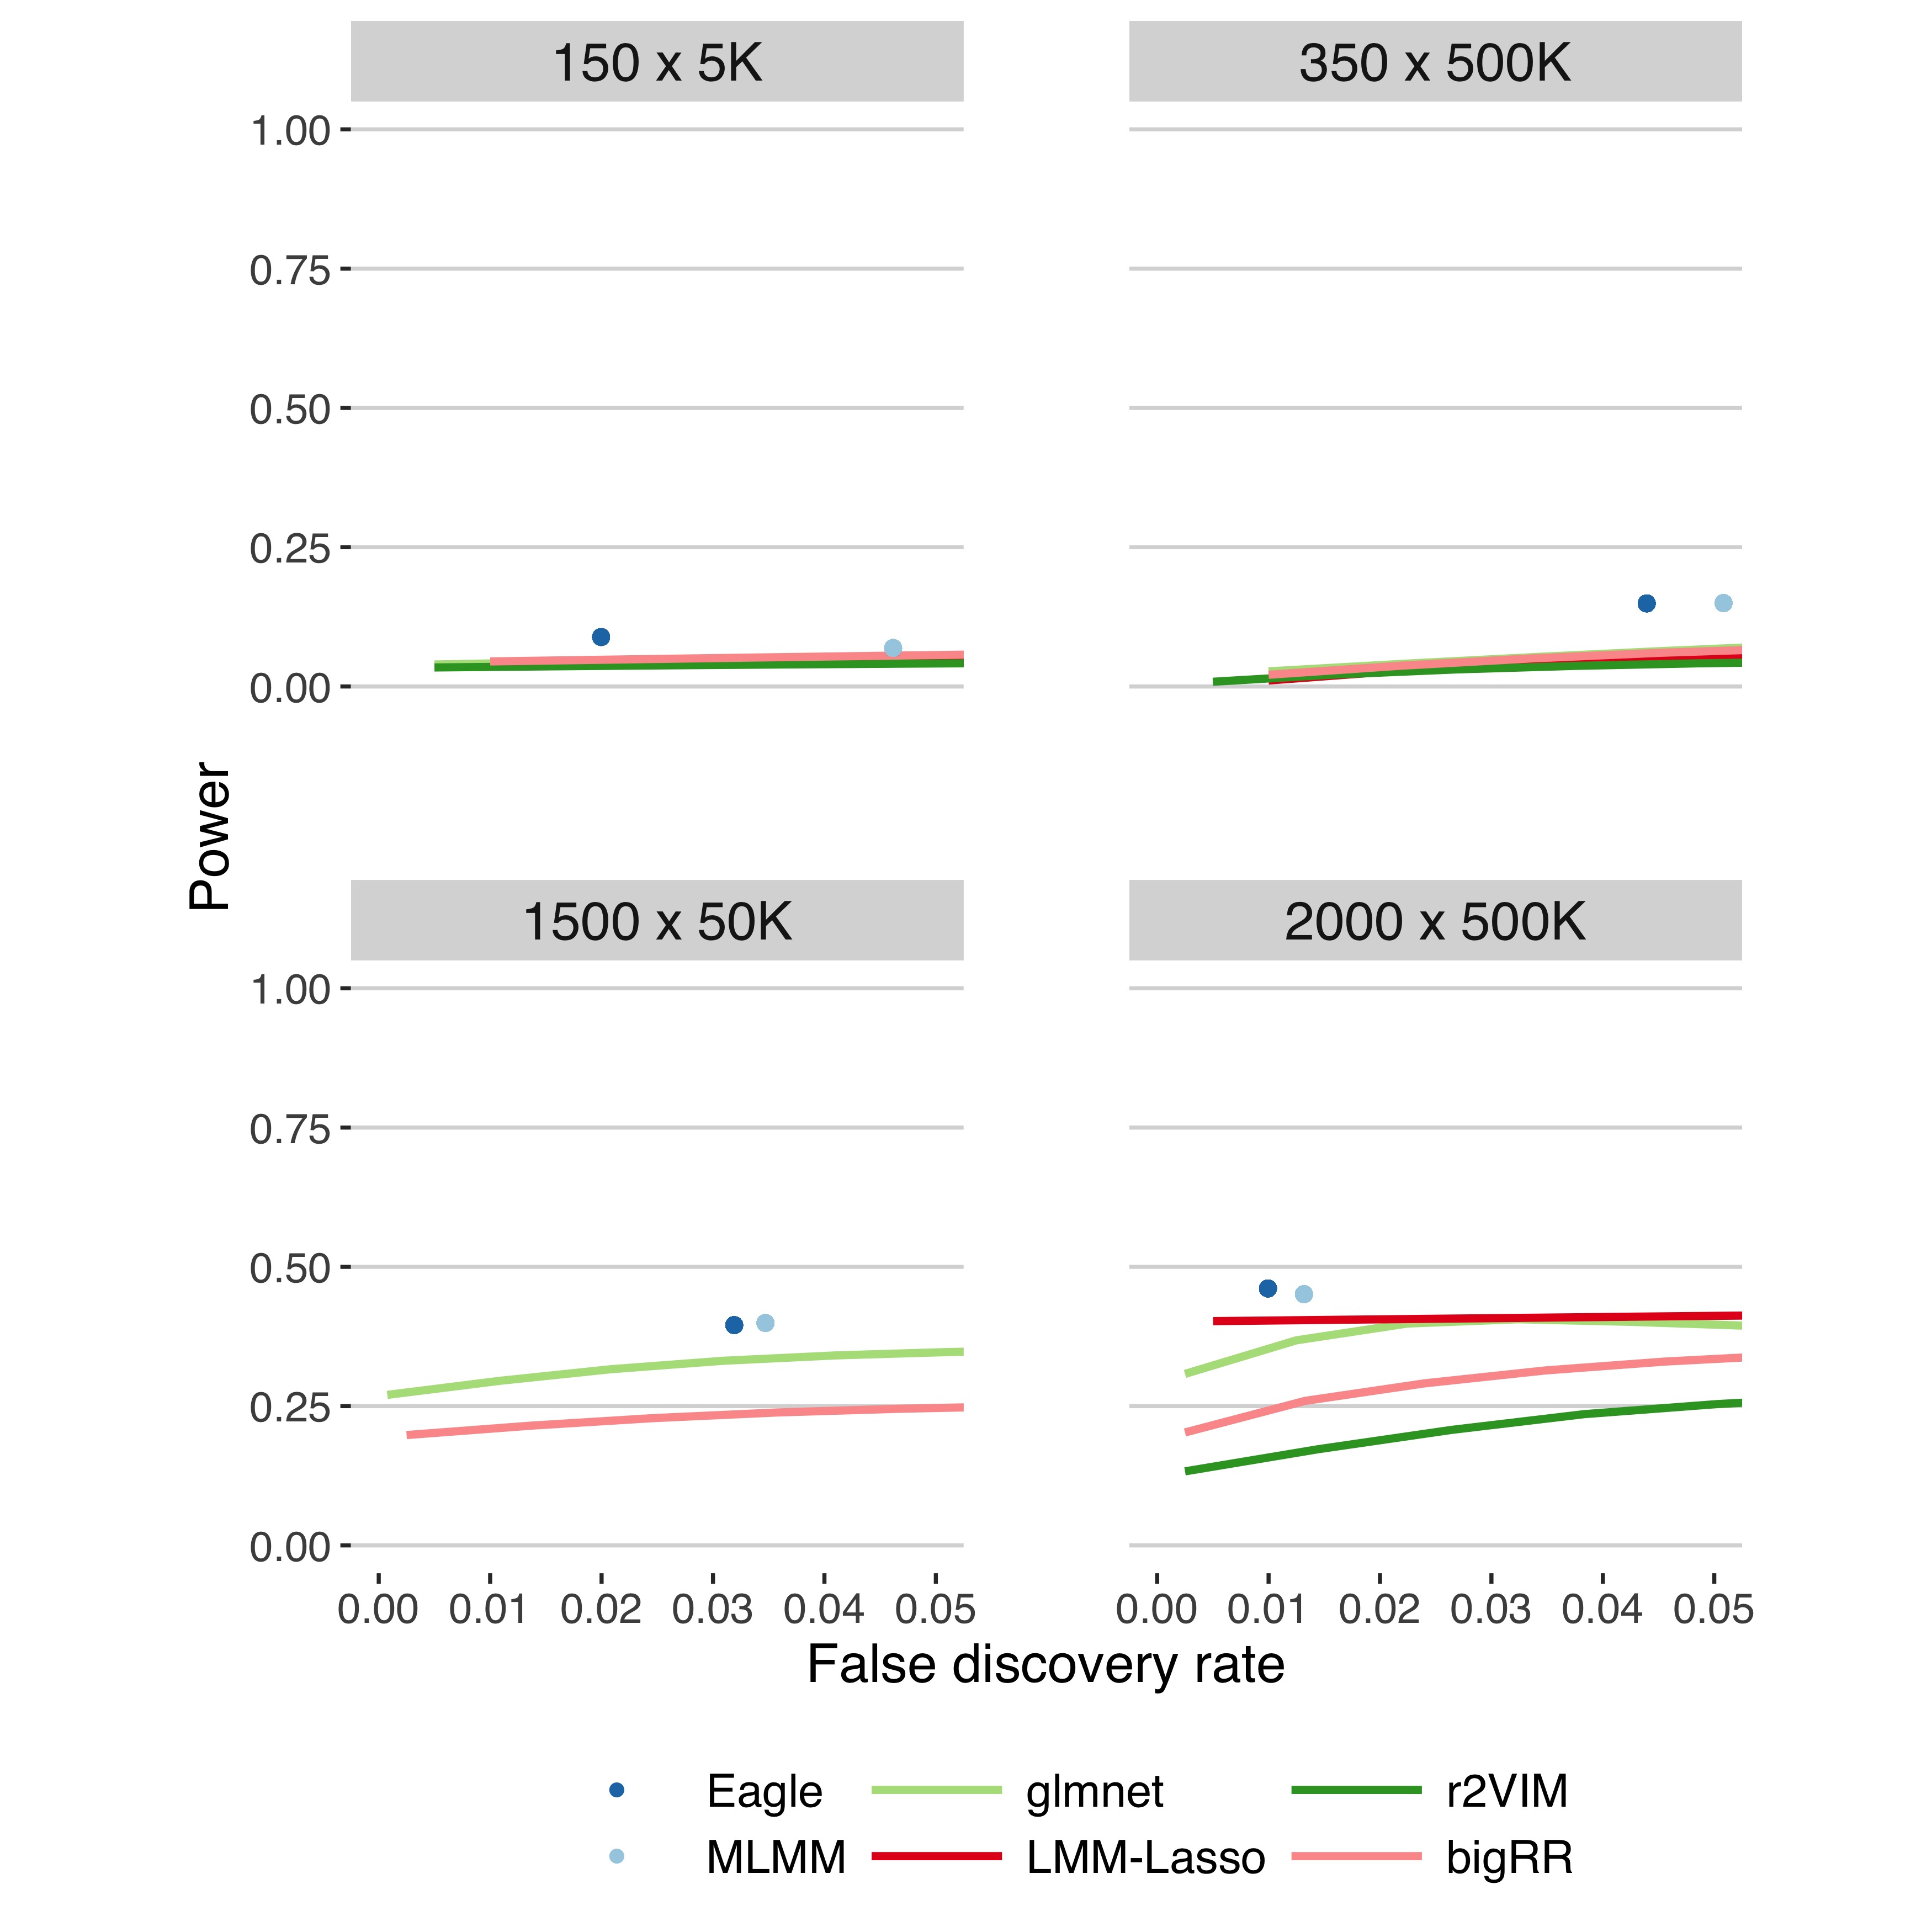 150 x 5K
350 x 500K
1.00
0.75
0.50
0.25
0.00
Power
1500 x 50K
2000 x 500K
1.00
0.75
0.50
0.25
0.00
0.00 0.01 0.02 0.03 0.04 0.05
0.00 0.01 0.02 0.03 0.04 0.05
False discovery rate
Eagle glmnet r2VIM
MLMM LMM-Lasso bigRR